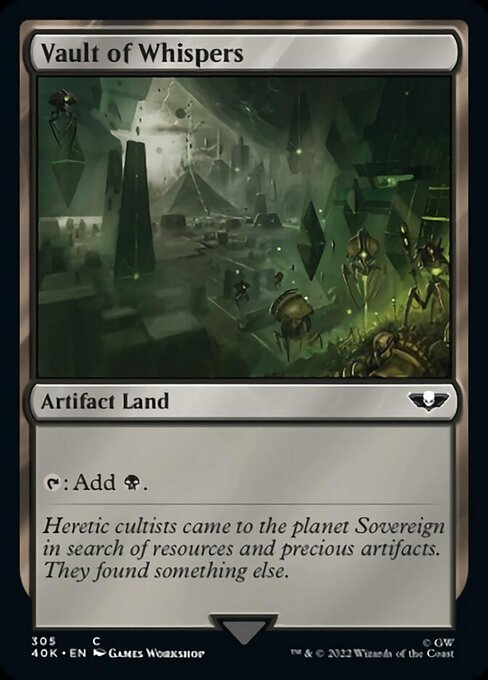 Vault of Whispers
Artifact Land
: Add .
Heretic cultists came to the planet Sovereign
in search of resources and precious artifacts.
They found something else.
305 C
40K • EN Games Workshop
© GW
™ & © 2022 Wizards of the Coast